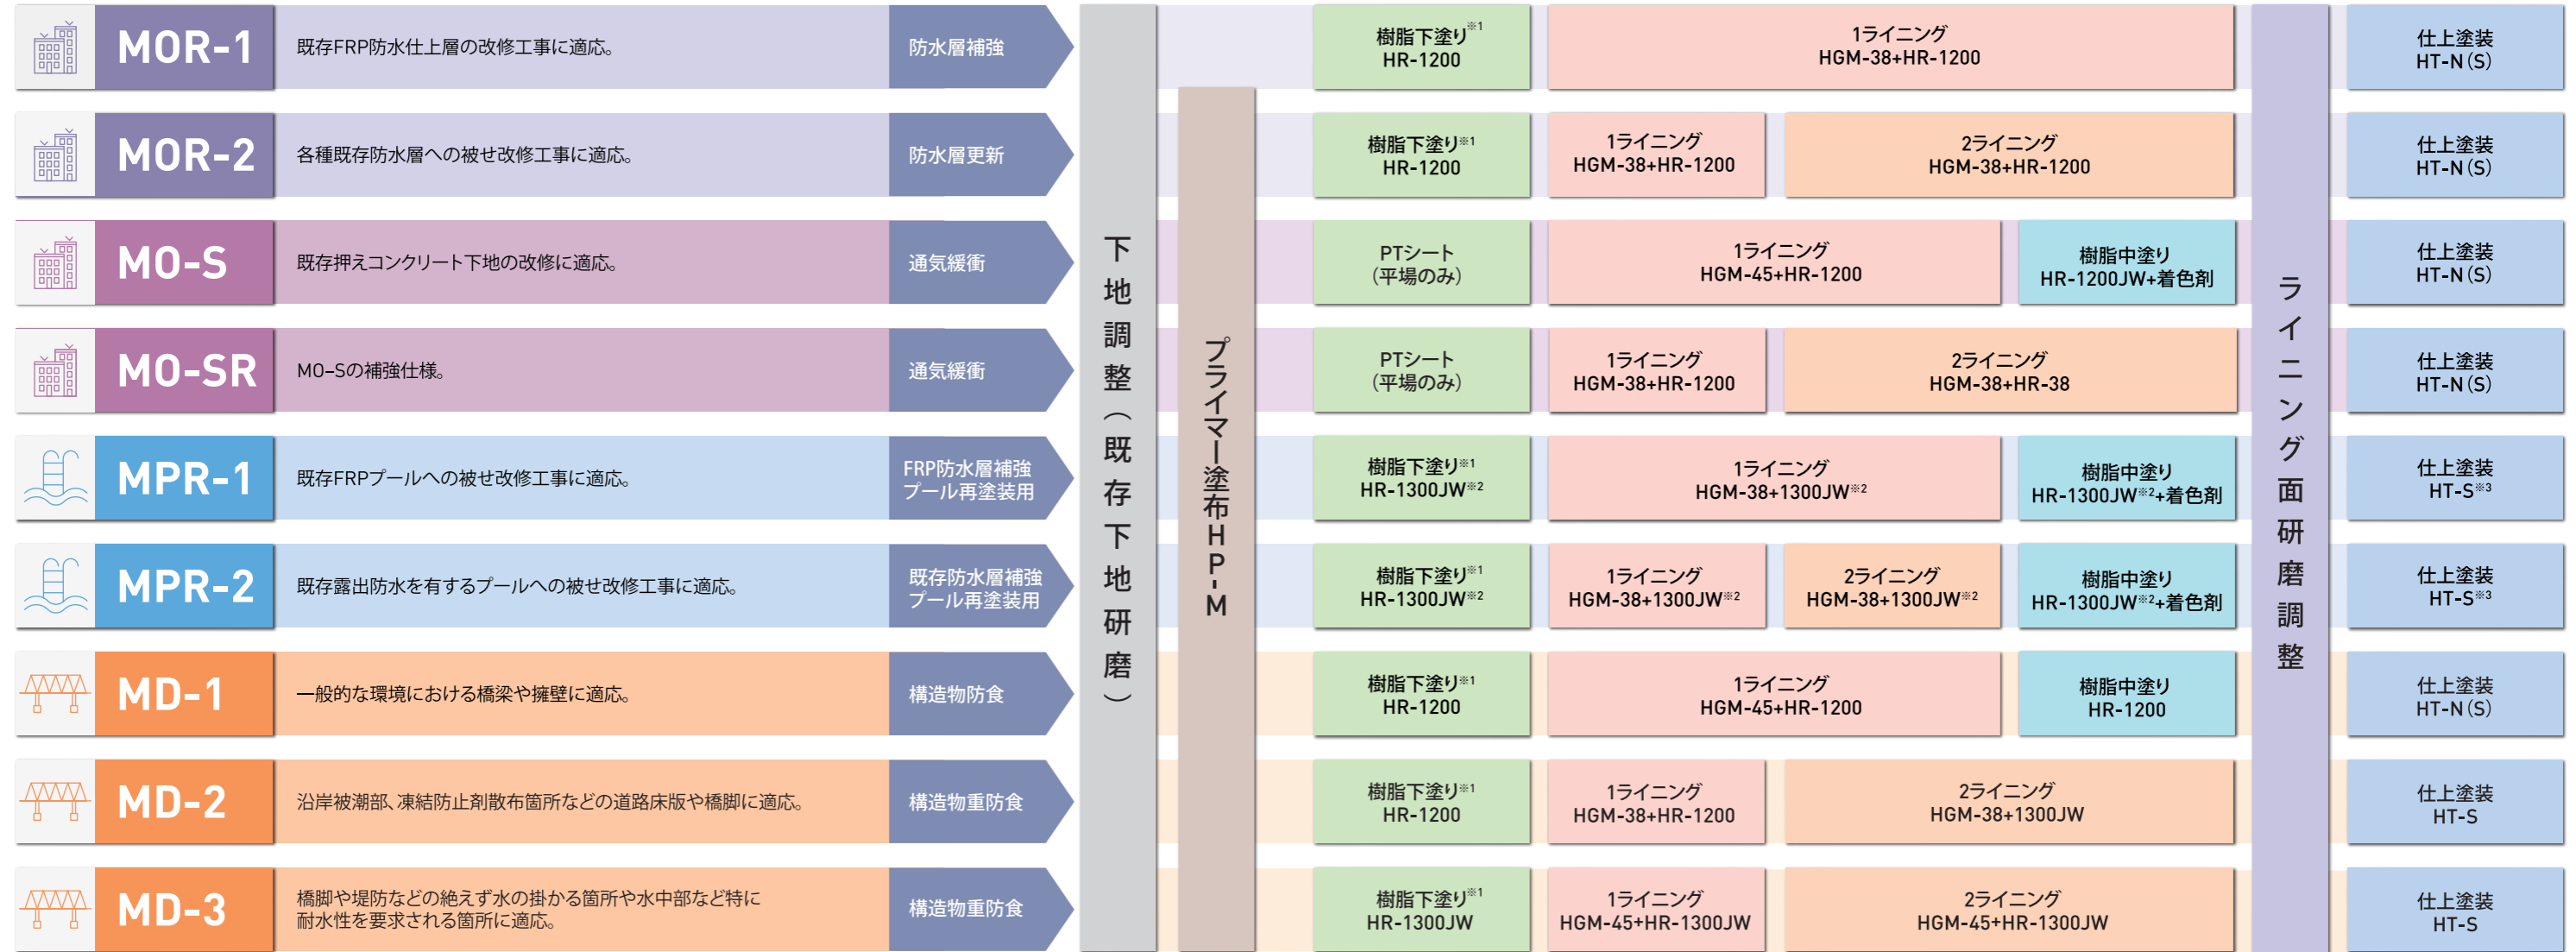 MOR-1
既存FRP防水仕上層の改修工事に適応。
防水層補強
樹脂下塗り※1
HR-1200
1ライニング
HGM-38+HR-1200
仕上塗装
HT-N(S)
MOR-2
各種既存防水層への被せ改修工事に適応。
防水層更新
樹脂下塗り※1
HR-1200
1ライニング
HGM-38+HR-1200
2ライニング
HGM-38+HR-1200
仕上塗装
HT-N(S)
MO-S
既存押えコンクリート下地の改修に適応。
通気緩衝
PTシート
(平場のみ)
1ライニング
HGM-45+HR-1200
樹脂中塗り
HR-1200JW+着色剤
仕上塗装
HT-N(S)
MO-SR
MO-Sの補強仕様。
通気緩衝
PTシート
(平場のみ)
1ライニング
HGM-38+HR-1200
2ライニング
HGM-38+HR-38
仕上塗装
HT-N(S)
MPR-1
既存FRPプールへの被せ改修工事に適応。
FRP防水層補強
プール再塗装用
樹脂下塗り※1
HR-1300JW※2
1ライニング
HGM-38+1300JW※2
樹脂中塗り
HR-1300JW※2+着色剤
仕上塗装
HT-S※3
MPR-2
既存露出防水を有するプールへの被せ改修工事に適応。
既存防水層補強
プール再塗装用
樹脂下塗り※1
HR-1300JW※2
1ライニング
HGM-38+1300JW※2
2ライニング
HGM-38+1300JW※2
樹脂中塗り
HR-1300JW※2+着色剤
仕上塗装
HT-S※3
MD-1
一般的な環境における橋梁や擁壁に適応。
構造物防食
樹脂下塗り※1
HR-1200
1ライニング
HGM-45+HR-1200
樹脂中塗り
HR-1200
仕上塗装
HT-N(S)
MD-2
沿岸被潮部、凍結防止剤散布箇所などの道路床版や橋脚に適応。
構造物重防食
樹脂下塗り※1
HR-1200
1ライニング
HGM-38+HR-1200
2ライニング
HGM-38+1300JW
仕上塗装
HT-S
MD-3
橋脚や堤防などの絶えず水の掛かる箇所や水中部など特に
耐水性を要求される箇所に適応。
構造物重防食
樹脂下塗り※1
HR-1300JW
1ライニング
HGM-45+HR-1300JW
2ライニング
HGM-45+HR-1300JW
仕上塗装
HT-S
下地調整(既存下地研磨)
プライマー塗布HP-M
ライニング面研磨調整